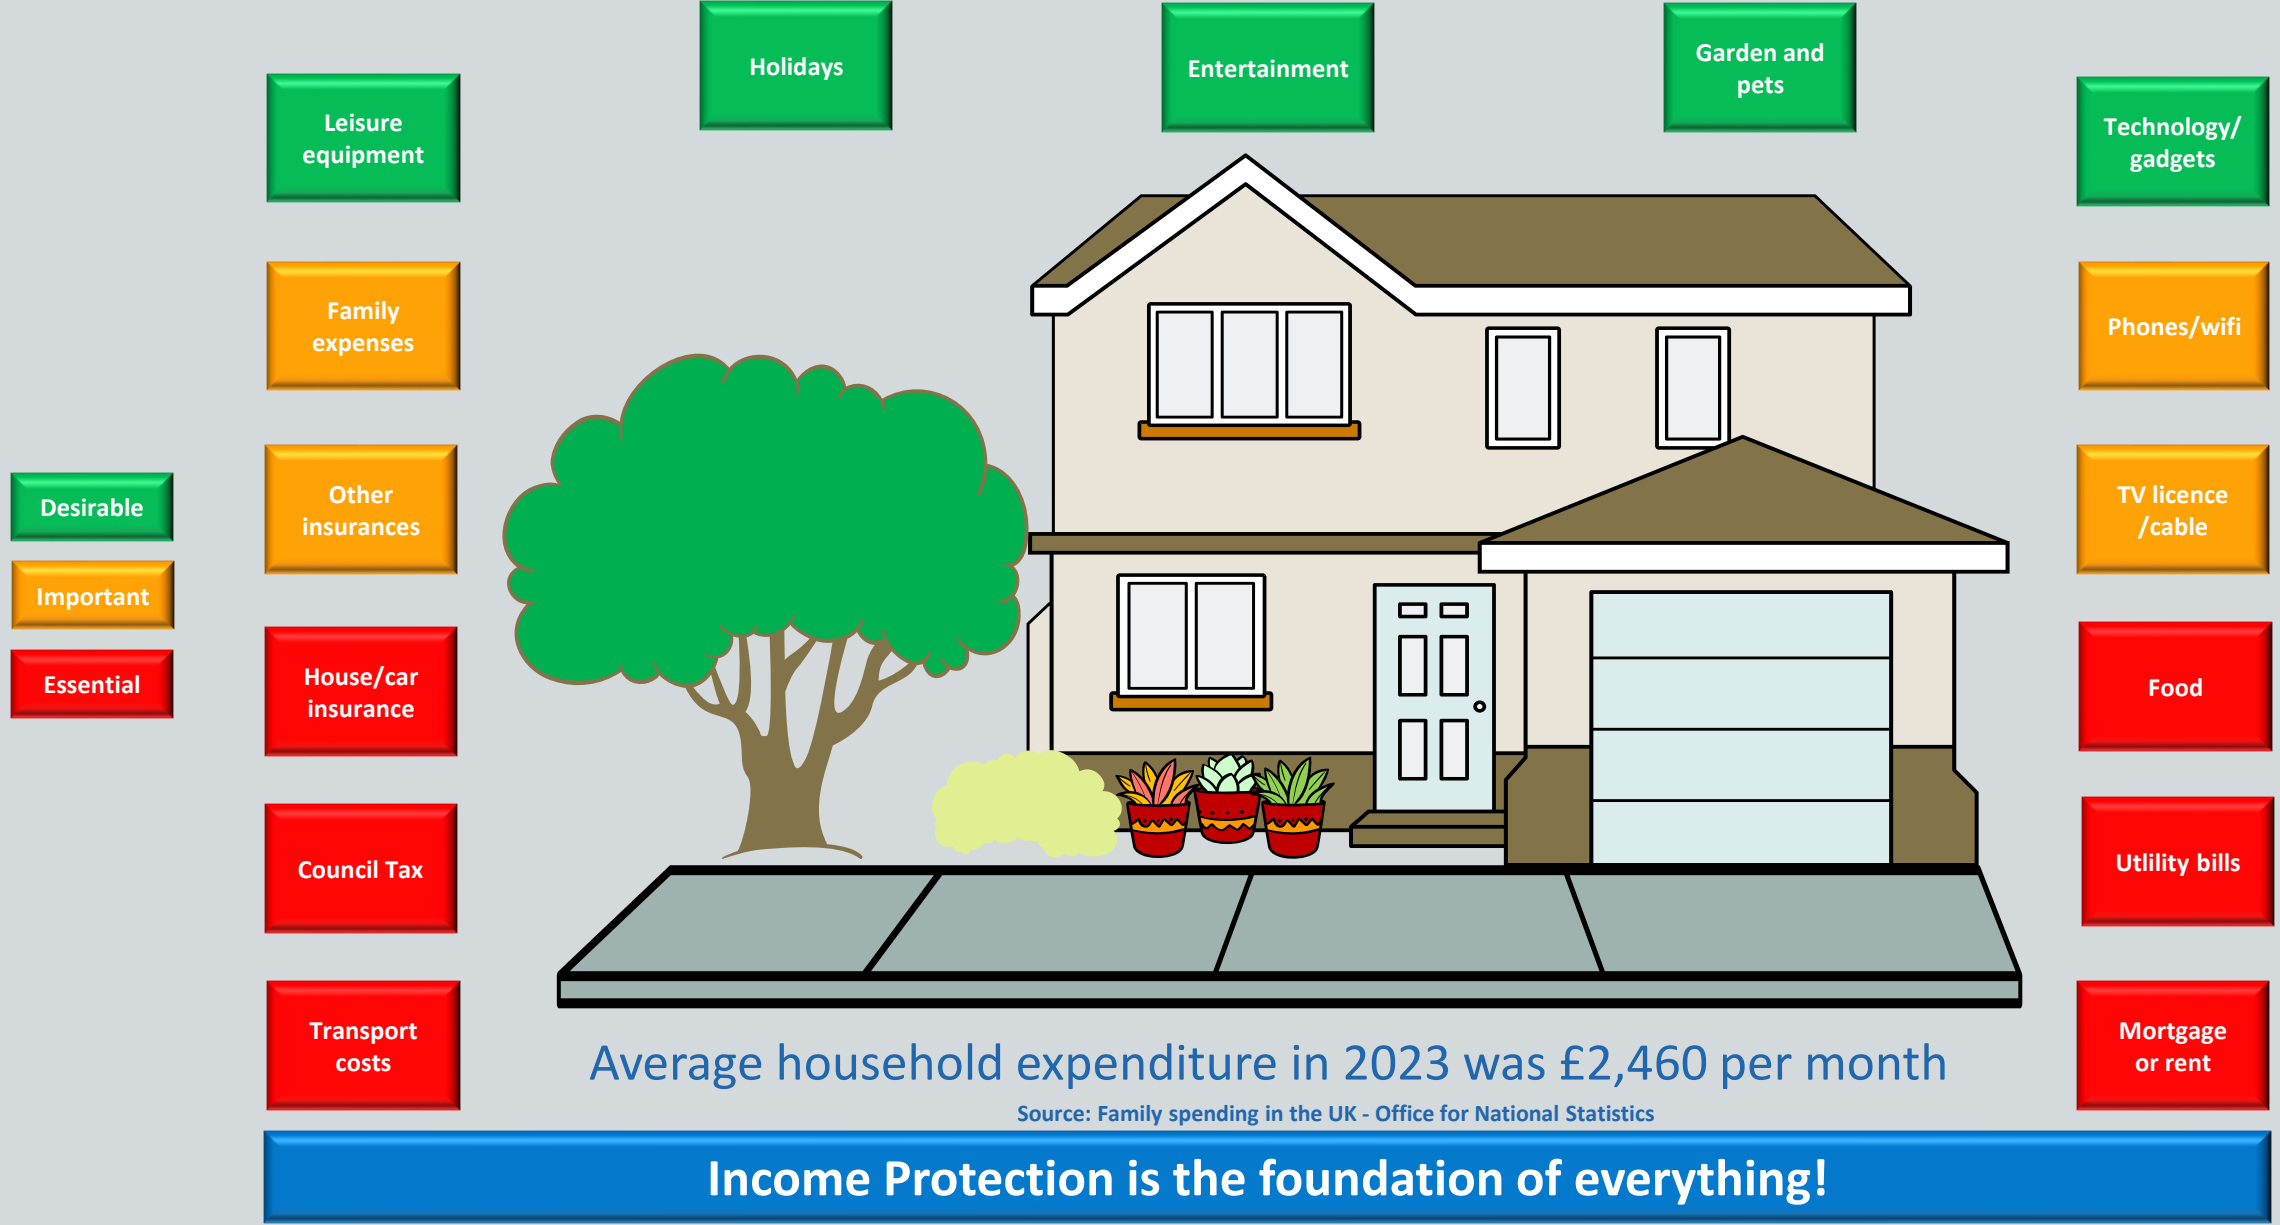 Holidays
Entertainment
Garden and
pets
Leisure
equipment
Technology/
gadgets
Family
expenses
Phones/wifi
Other
insurances
TV licence
/cable
Desirable
Important
Essential
House/car
insurance
Food
Council Tax
Utlility bills
Transport
costs
Mortgage
or rent
Average household expenditure in 2023 was £2,460 per month
Source: Family spending in the UK - Office for National Statistics
Income Protection is the foundation of everything!